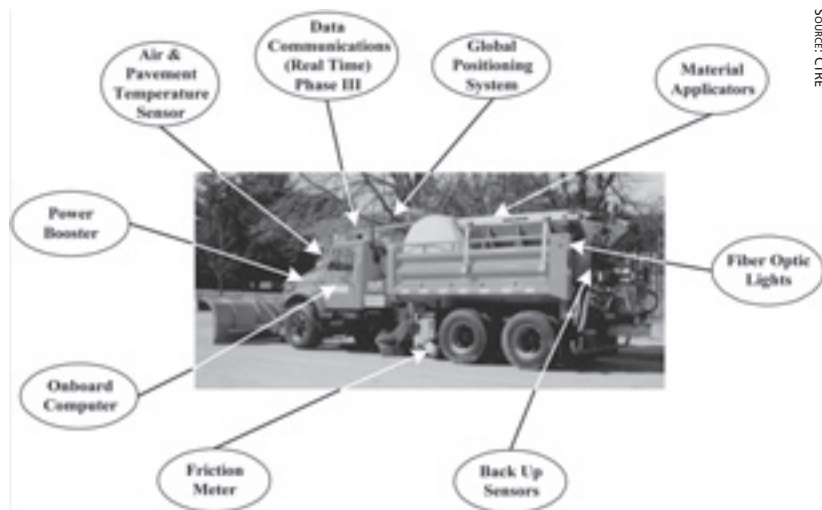 Data
Communications
(Real Time)
Phase III
Global
Positioning
System
Air &
Pavement
Temperature
Sensor
Material
Applicators
Power
Booster
Fiber Optic
Lights
Onboard
Computer
Friction
Meter
Back Up
Sensors
SOURCE: CTRE